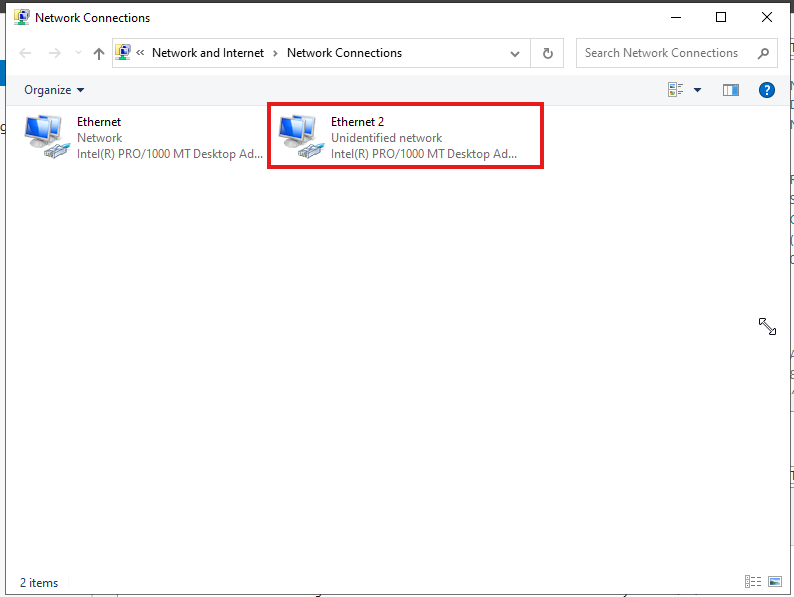 Network Connections
« Network and Internet › Network Connections
Search Network Connections
Organize
?
Ethernet
Network
Intel(R) PRO/1000 MT Desktop Ad...
Ethernet 2
Unidentified network
Intel(R) PRO/1000 MT Desktop Ad...
2 items